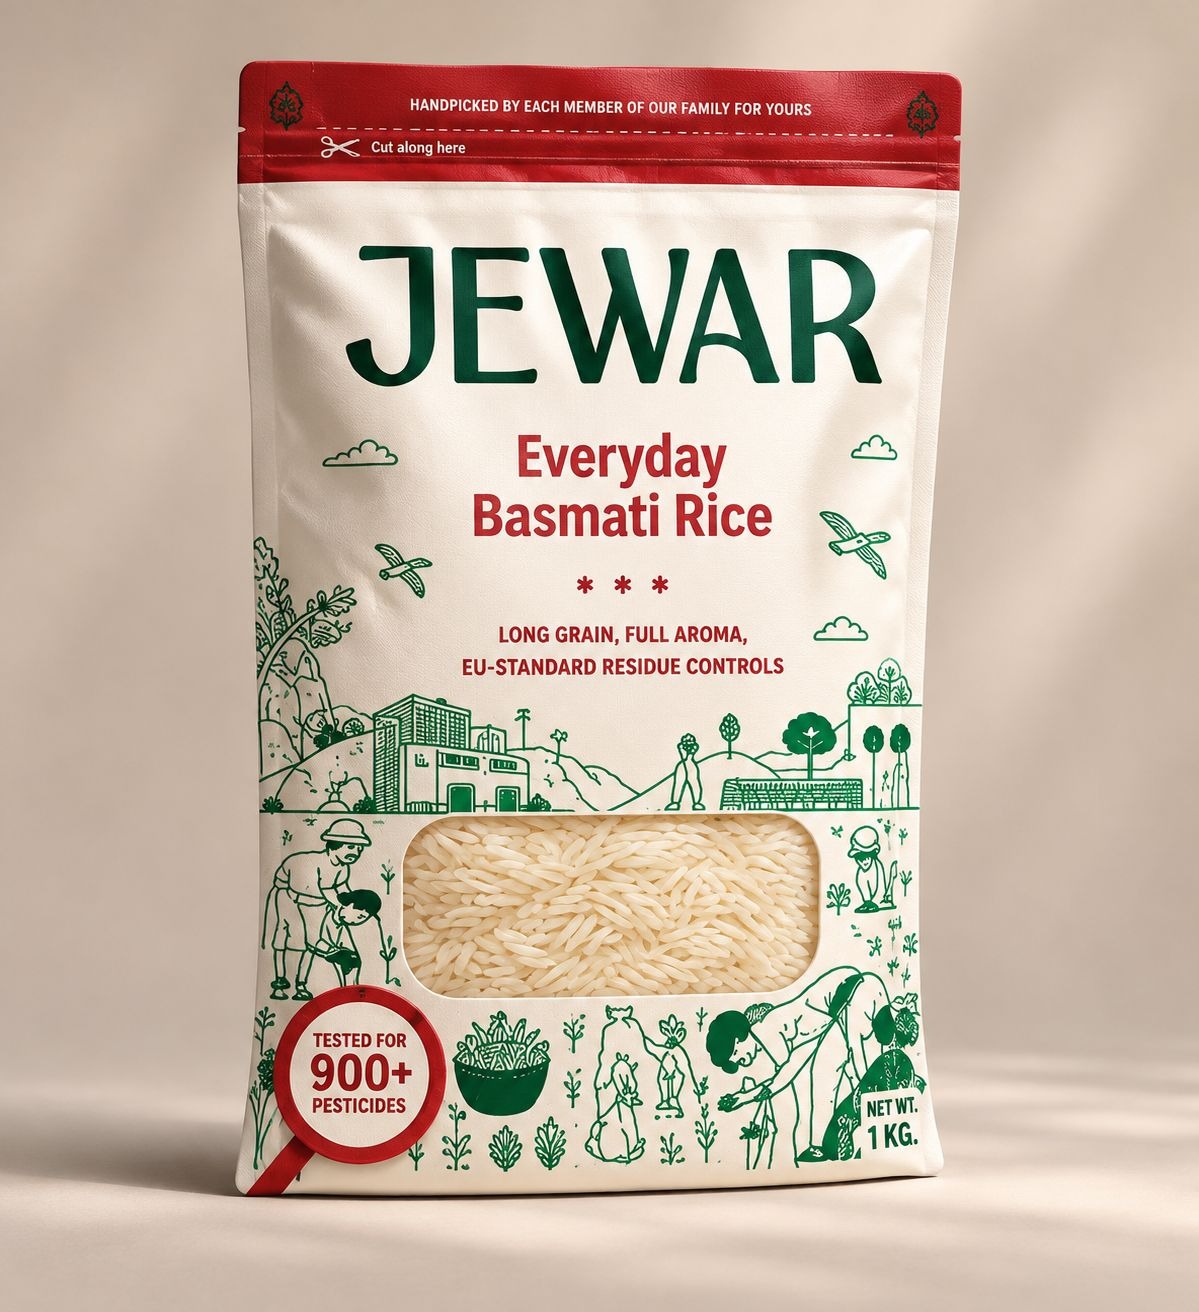 HANDPICKED BY EACH MEMBER OF OUR FAMILY FOR YOURS
Cut along here
JEWAR
Everyday
Basmati Rice
* * *
LONG GRAIN, FULL AROMA,
EU-STANDARD RESIDUE CONTROLS
TESTED FOR
900+
PESTICIDES
NET WT.
1 KG.